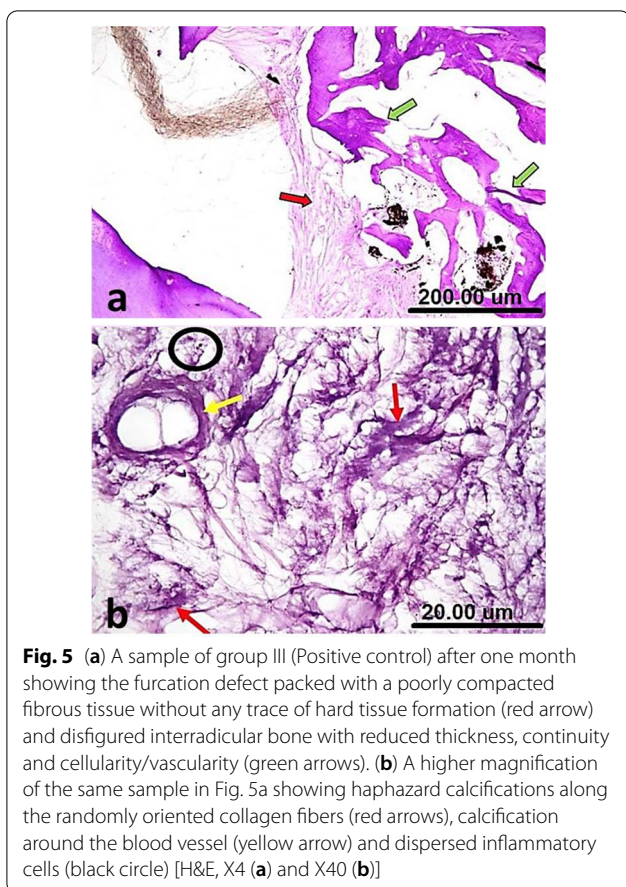 a
200.00 um
b
20.00 um
Fig. 5 (a) A sample of group III (Positive control) after one month
showing the furcation defect packed with a poorly compacted
fibrous tissue without any trace of hard tissue formation (red arrow)
and disfigured interradicular bone with reduced thickness, continuity
and cellularity/vascularity (green arrows). (b) A higher magnification
of the same sample in Fig. 5a showing haphazard calcifications along
the randomly oriented collagen fibers (red arrows), calcification
around the blood vessel (yellow arrow) and dispersed inflammatory
cells (black circle) [H&E, X4 (a) and X40 (b)]